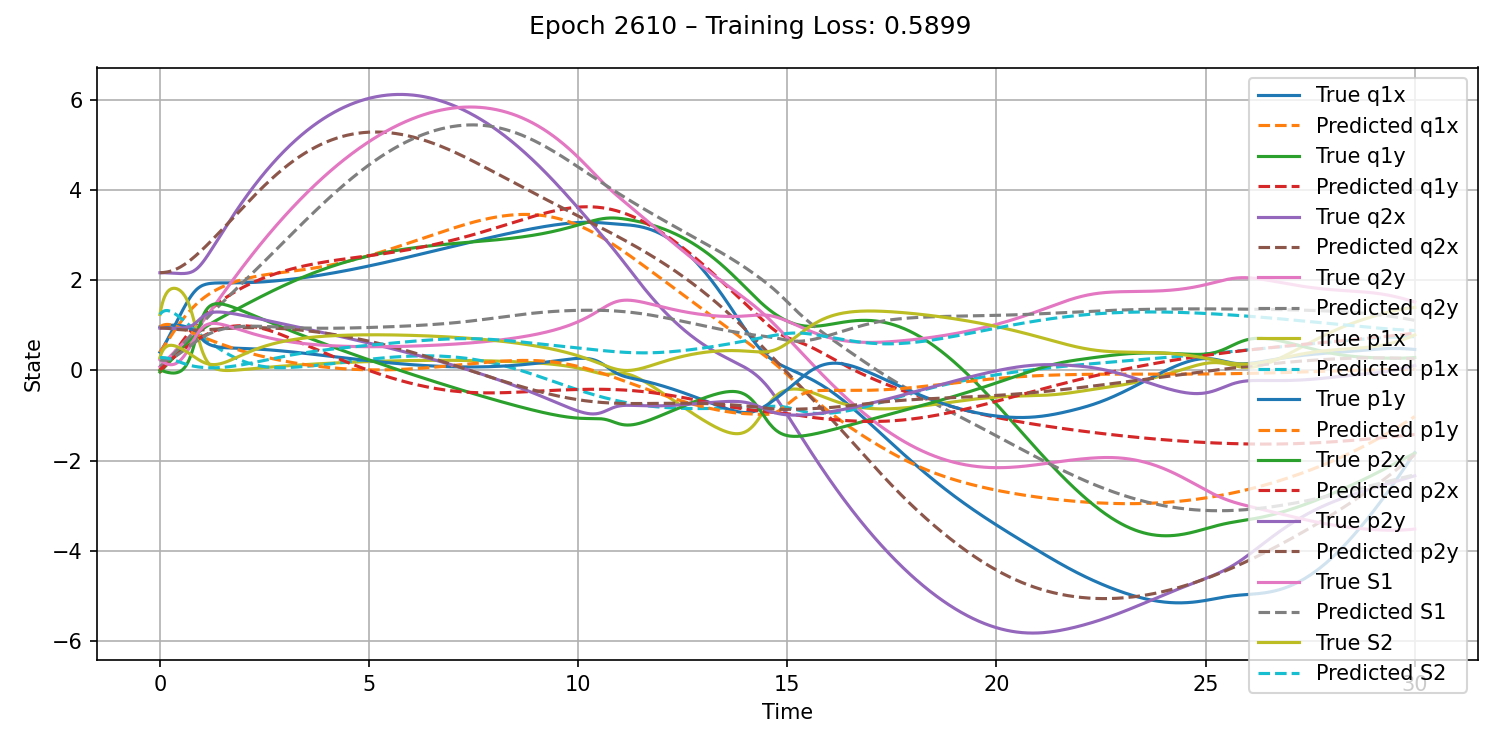 Epoch 2610 – Training Loss: 0.5899
6
4
2
0
−2
−4
−6
State
0
5
10
15
20
25
30
Time
True q1x
Predicted q1x
True q1y
Predicted q1y
True q2x
Predicted q2x
True q2y
Predicted q2y
True p1x
Predicted p1x
True p1y
Predicted p1y
True p2x
Predicted p2x
True p2y
Predicted p2y
True S1
Predicted S1
True S2
Predicted S2